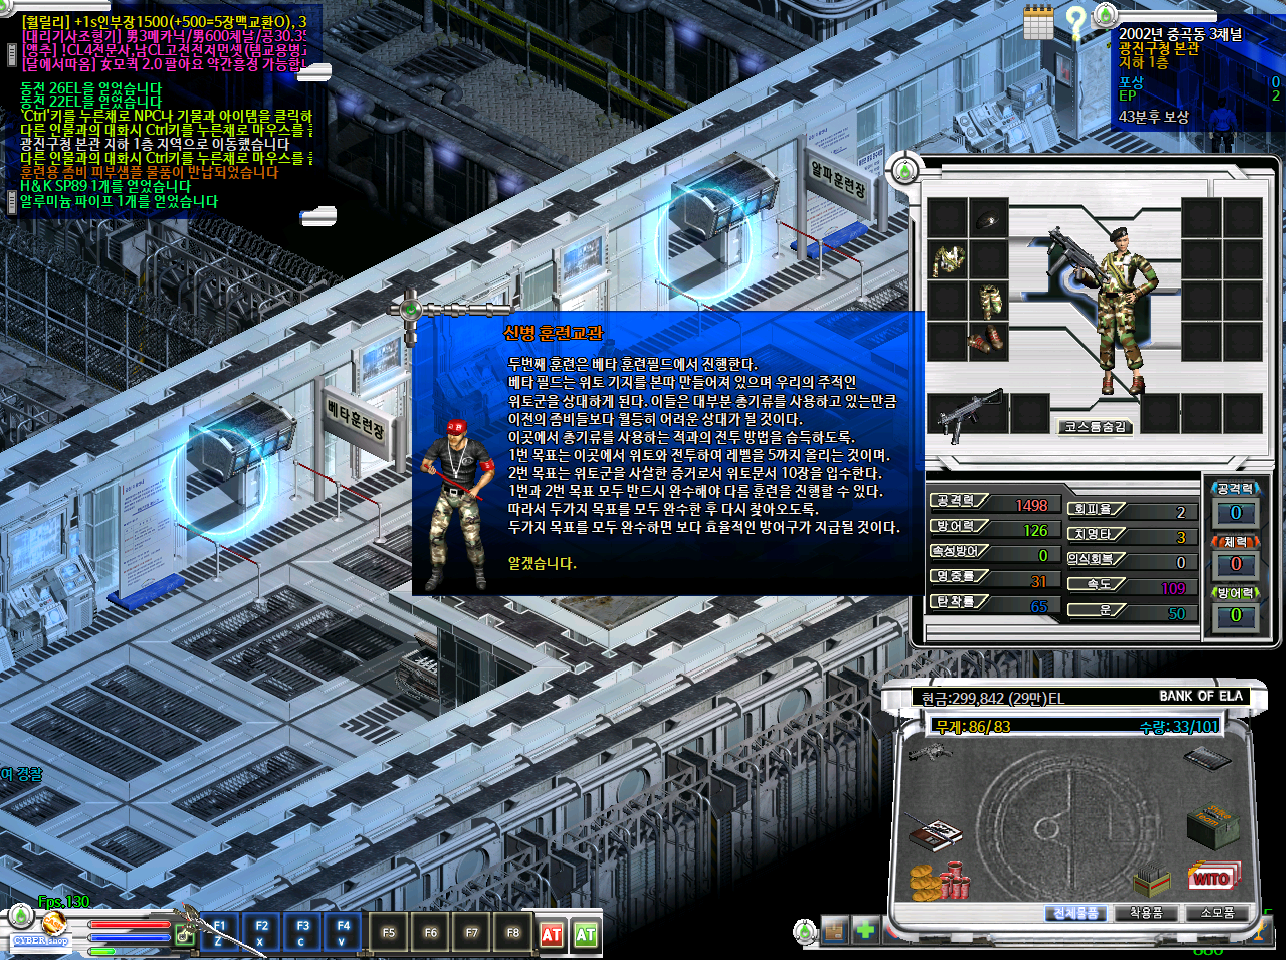 [훨릴리] +1s인부장1500(+500=5장맥교환O), 3
[대리기사조형기] 男3메카닉/男600체날/공30.3
[앵주] !CL4전문사,남CL고전천저먼셋(템교용병교
[달에서따옴] 女모쿼 2.0 팔아요 약간흥정 가능합니
동전 26EL을 얻었습니다
동전 22EL을 얻었습니다
'Ctrl'키를 누른채로 NPC나 기물과 아이템을 클릭하
다른 인물과의 대화시 Ctrl키를 누른채로 마우스를 클
광진구청 본관 지하 1층 지역으로 이동했습니다
다른 인물과의 대화시 Ctrl키를 누른채로 마우스를 클
훈련용 좀비 피부샘플 물품이 반납되었습니다
H&K SP89 1개를 얻었습니다
알루미늄 파이프 1개를 얻었습니다
2002년 중곡동 3채널
광진구청 본관
지하 1층
포상 0
EP 2
43분후 보상
알파훈련장
베타훈련장
신병 훈련교관
두번째 훈련은 베타 훈련필드에서 진행한다.
베타 필드는 위토 기지를 본따 만들어져 있으며 우리의 주적인
위토군을 상대하게 된다. 이들은 대부분 총기류를 사용하고 있는만큼
이전의 좀비들보다 월등히 어려운 상대가 될 것이다.
이곳에서 총기류를 사용하는 적과의 전투 방법을 습득하도록.
1번 목표는 이곳에서 위토와 전투하여 레벨을 5까지 올리는 것이며,
2번 목표는 위토군을 사살한 증거로서 위토문서 10장을 입수한다.
1번과 2번 목표 모두 반드시 완수해야 다음 훈련을 진행할 수 있다.
따라서 두가지 목표를 모두 완수한 후 다시 찾아오도록.
두가지 목표를 모두 완수하면 보다 효율적인 방어구가 지급될 것이다.
알겠습니다.
코스튬숨김
공격력 1498
방어력 126
속성방어 0
명중률 31
탄착률 65
회피율 2
치명타 3
의식회복 0
속도 109
운 50
공격력
0
체력
0
방어력
0
현금:299,842 (29만)EL
BANK OF ELA
무게:86/83
수량:33/101
WITO
전체물품
착용품
소모품
여 경찰
Fps.130
CYBER shop
F1 Z
F2 X
F3 C
F4 V
F5
F6
F7
F8
AT
AT